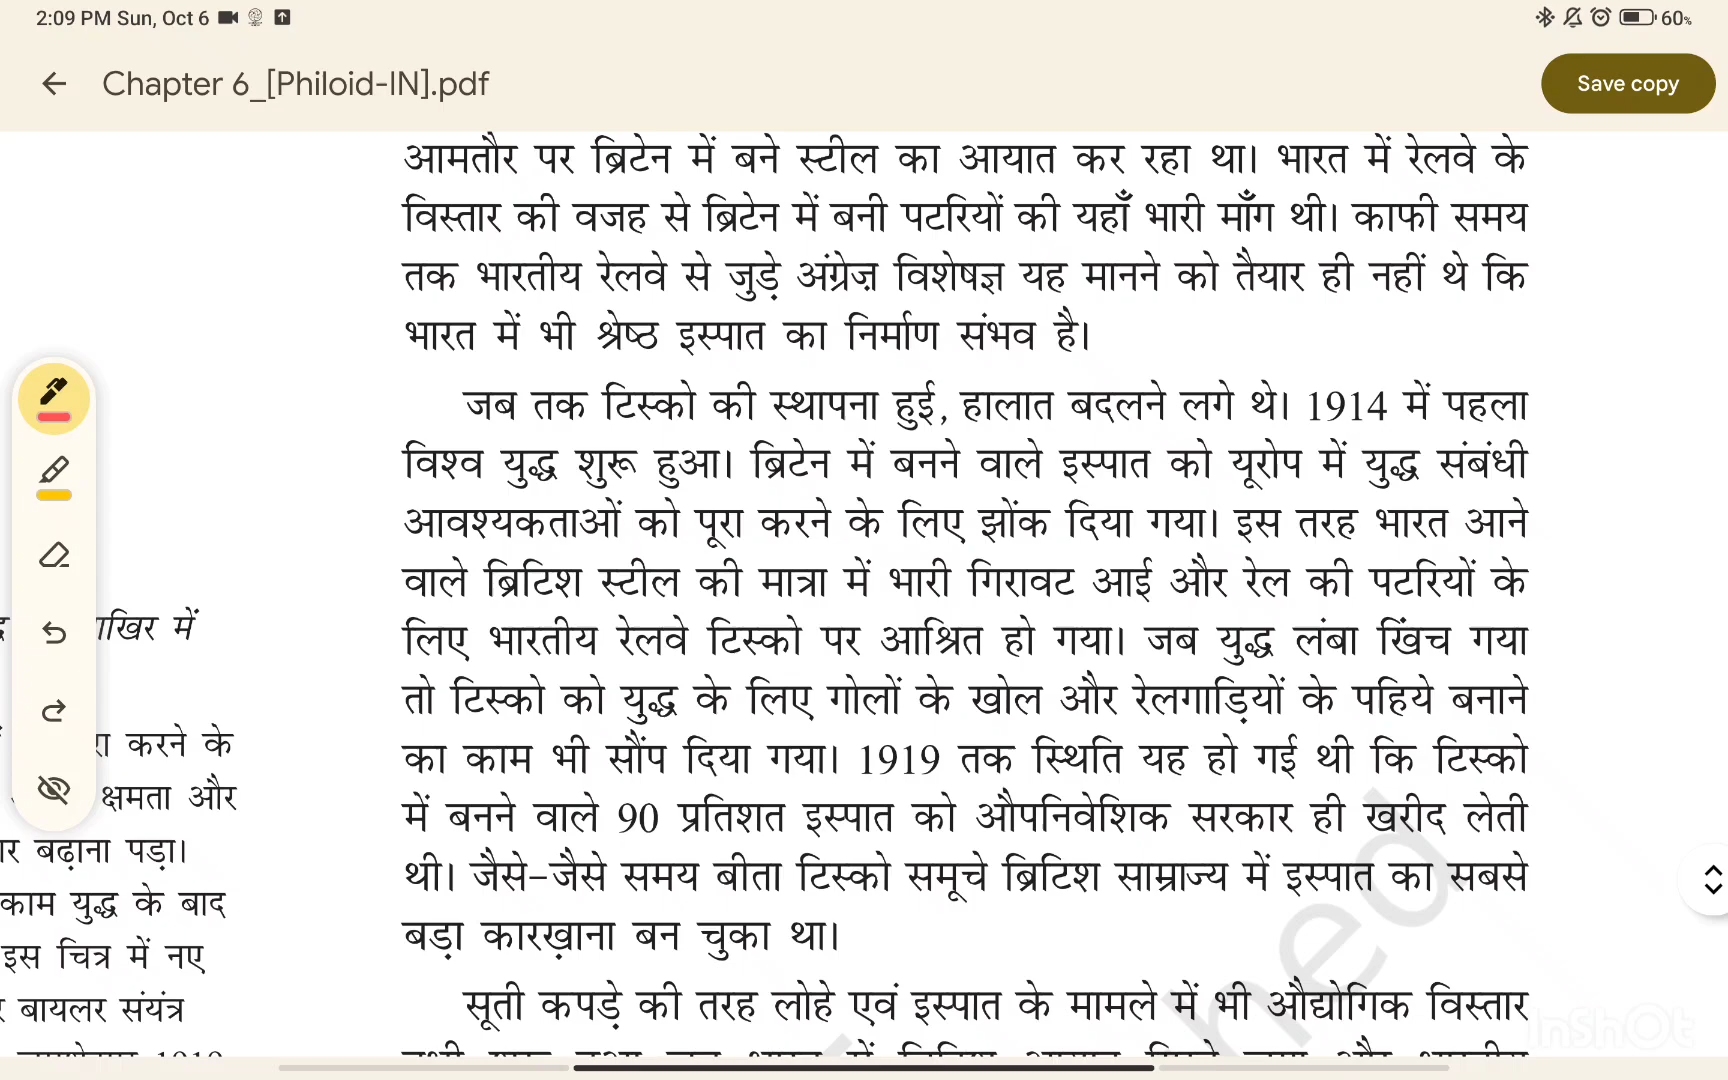 2:09 PM Sun, Oct 6
60%
Chapter 6_[Philoid-IN].pdf
Save copy
आमतौर पर ब्रिटेन में बने स्टील का आयात कर रहा था। भारत में रेलवे के
विस्तार की वजह से ब्रिटेन में बनी पटरियों की यहाँ भारी माँग थी। काफी समय
तक भारतीय रेलवे से जुड़े अंग्रेज़ विशेषज्ञ यह मानने को तैयार ही नहीं थे कि
भारत में भी श्रेष्ठ इस्पात का निर्माण संभव है।
जब तक टिस्को की स्थापना हुई, हालात बदलने लगे थे। 1914 में पहला
विश्व युद्ध शुरू हुआ। ब्रिटेन में बनने वाले इस्पात को यूरोप में युद्ध संबंधी
आवश्यकताओं को पूरा करने के लिए झोंक दिया गया। इस तरह भारत आने
वाले ब्रिटिश स्टील की मात्रा में भारी गिरावट आई और रेल की पटरियों के
लिए भारतीय रेलवे टिस्को पर आश्रित हो गया। जब युद्ध लंबा खिंच गया
तो टिस्को को युद्ध के लिए गोलों के खोल और रेलगाड़ियों के पहिये बनाने
का काम भी सौंप दिया गया। 1919 तक स्थिति यह हो गई थी कि टिस्को
में बनने वाले 90 प्रतिशत इस्पात को औपनिवेशिक सरकार ही खरीद लेती
थी। जैसे-जैसे समय बीता टिस्को समूचे ब्रिटिश साम्राज्य में इस्पात का सबसे
बड़ा कारख़ाना बन चुका था।
सूती कपड़े की तरह लोहे एवं इस्पात के मामले में भी औद्योगिक विस्तार
में
करने के
क्षमता और
बढ़ाना पड़ा।
काम युद्ध के बाद
इस चित्र में नए
बायलर संयंत्र
InShOt